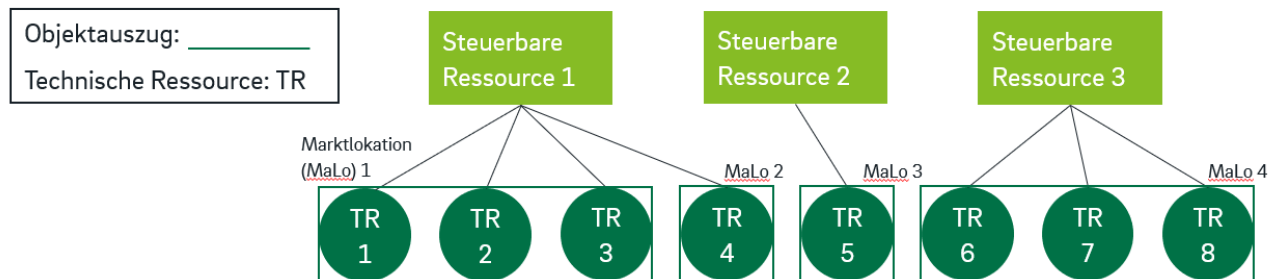 Objektauszug:
Technische Ressource: TR
Steuerbare
Ressource 1
Steuerbare
Ressource 2
Steuerbare
Ressource 3
Marktlokation
(MaLo) 1
MaLo 2
MaLo 3
MaLo 4
TR
1
TR
2
TR
3
TR
4
TR
5
TR
6
TR
7
TR
8